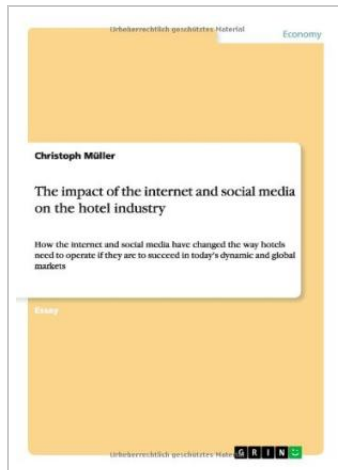 Urheberrechtlich geschütztes Material
Economy
Christoph Müller
The impact of the internet and social media
on the hotel industry
How the internet and social media have changed the way hotels
need to operate if they are to succeed in today's dynamic and global
markets
Essay
Urheberrechtlich geschütztes Mate
GRIN